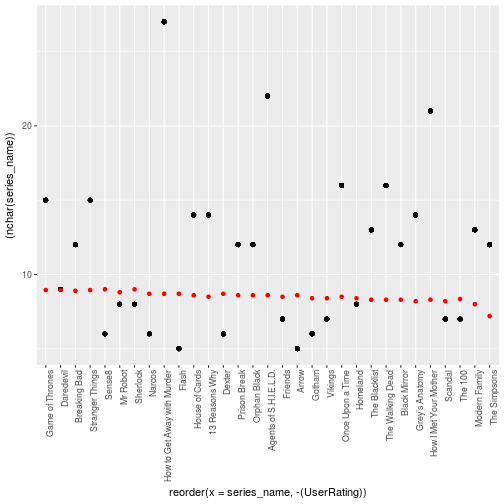 (nchar(series_name))
20
10
Game of Thrones
Daredevil
Breaking Bad
Stranger Things
Sense8
Mr Robot
Sherlock
Narcos
How to Get Away with Murder
Flash
House of Cards
13 Reasons Why
Dexter
Prison Break
Orphan Black
Agents of S.H.I.E.L.D.
Friends
Arrow
Gotham
Vikings
Once Upon a Time
Homeland
The Blacklist
The Walking Dead
Black Mirror
Grey's Anatomy
How I Met Your Mother
Scandal
The 100
Modern Family
The Simpsons
reorder(x = series_name, -(UserRating))